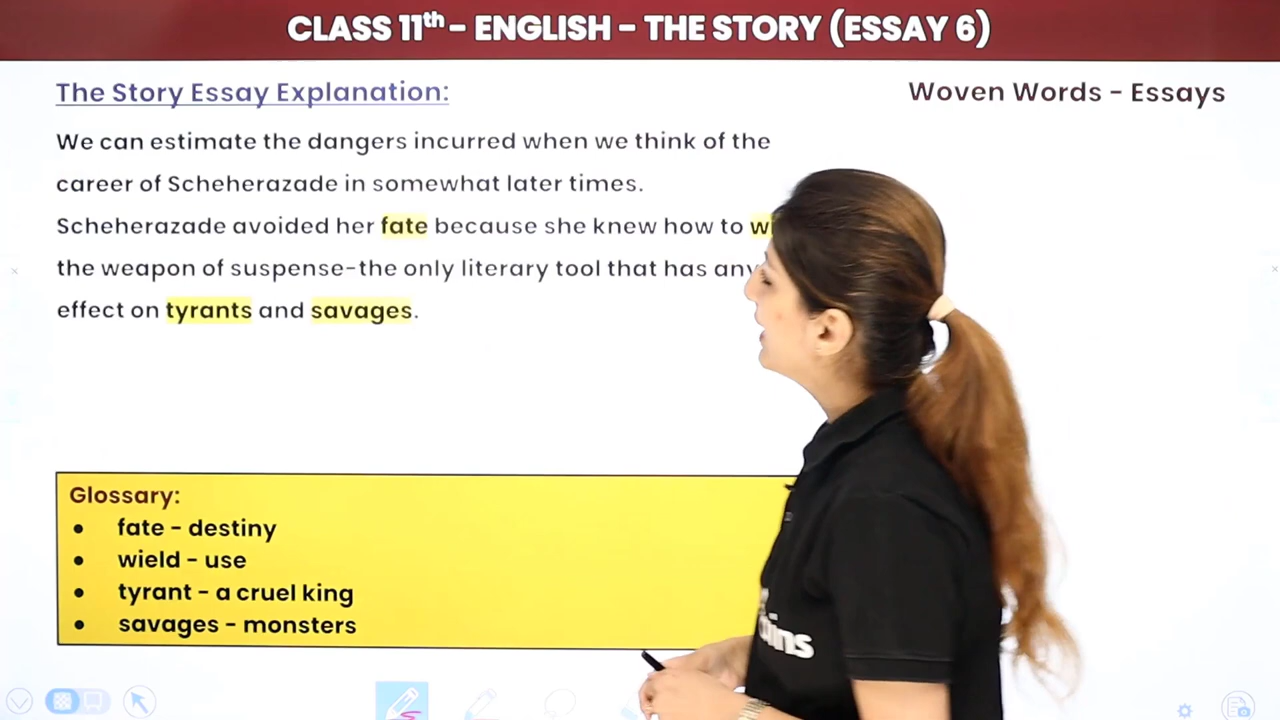 CLASS 11th - ENGLISH - THE STORY (ESSAY 6)
The Story Essay Explanation:
Woven Words - Essays
We can estimate the dangers incurred when we think of the
career of Scheherazade in somewhat later times.
Scheherazade avoided her fate because she knew how to
the weapon of suspense-the only literary tool that has any
effect on tyrants and savages.
Glossary:
• fate - destiny
• wield - use
• tyrant - a cruel king
• savages - monsters